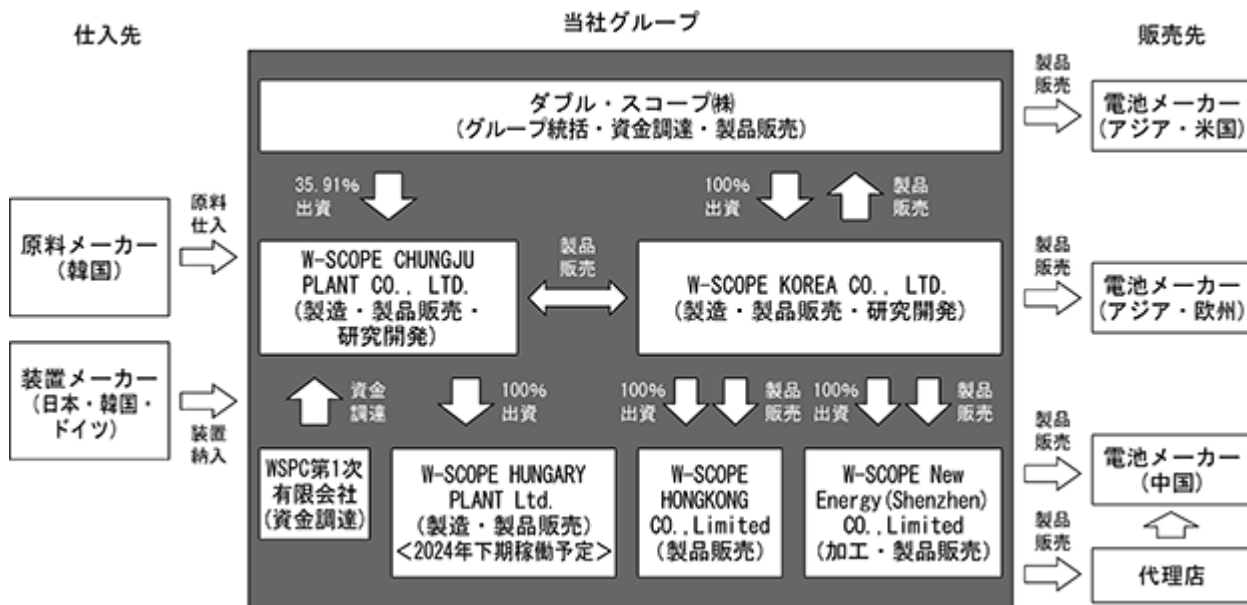 仕入先
当社グループ
販売先
ダブル・スコープ㈱
(グループ統括・資金調達・製品販売)
製品
販売
電池メーカー
(アジア・米国)
35.91%
出資
100%
出資
製品
販売
原料メーカー
(韓国)
原料
仕入
W-SCOPE CHUNGJU
PLANT CO., LTD.
(製造・製品販売・
研究開発)
製品
販売
W-SCOPE KOREA CO., LTD.
(製造・製品販売・研究開発)
製品
販売
電池メーカー
(アジア・欧州)
装置メーカー
(日本・韓国・
ドイツ)
装置
納入
資金
調達
100%
出資
100%
出資
製品
販売
100%
出資
製品
販売
WSPC第1次
有限会社
(資金調達)
W-SCOPE HUNGARY
PLANT Ltd.
(製造・製品販売)
<2024年下期稼働予定>
W-SCOPE
HONGKONG
CO.,Limited
(製品販売)
W-SCOPE New
Energy(Shenzhen)
CO.,Limited
(加工・製品販売)
製品
販売
電池メーカー
(中国)
製品
販売
代理店